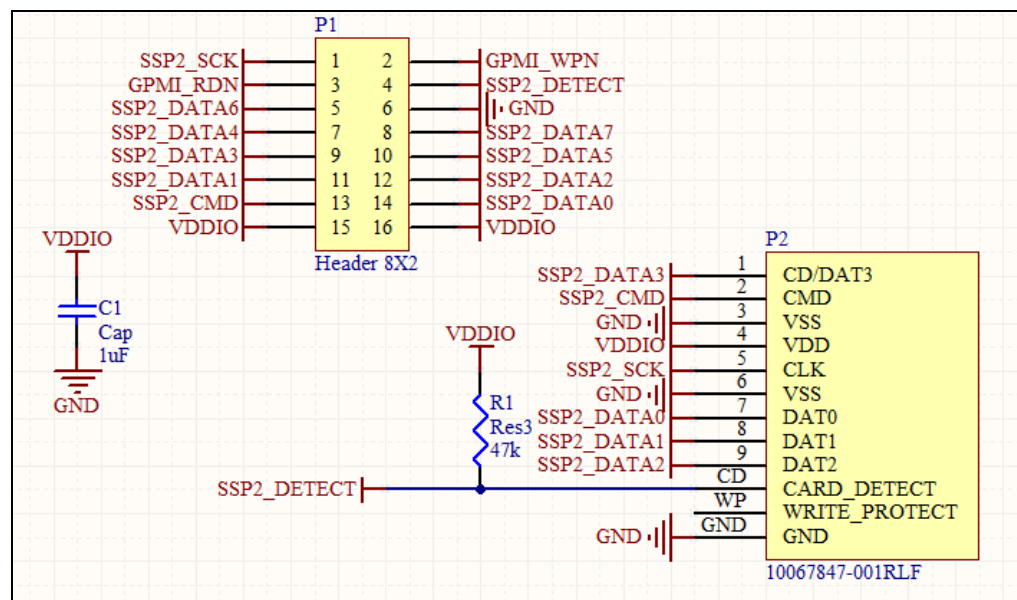 P1
SSP2_SCK 1 2 GPMI_WPN
GPMI_RDN 3 4 SSP2_DETECT
SSP2_DATA6 5 6 GND
SSP2_DATA4 7 8 SSP2_DATA7
SSP2_DATA3 9 10 SSP2_DATA5
SSP2_DATA1 11 12 SSP2_DATA2
SSP2_CMD 13 14 SSP2_DATA0
VDDIO 15 16 VDDIO
Header 8X2
VDDIO
C1
Cap
1uF
GND
VDDIO
R1
Res3
47k
SSP2_DETECT
P2
SSP2_DATA3 1 CD/DAT3
SSP2_CMD 2 CMD
GND 3 VSS
VDDIO 4 VDD
SSP2_SCK 5 CLK
GND 6 VSS
SSP2_DATA0 7 DAT0
SSP2_DATA1 8 DAT1
SSP2_DATA2 9 DAT2
CD CARD_DETECT
WP WRITE_PROTECT
GND GND GND
10067847-001RLF